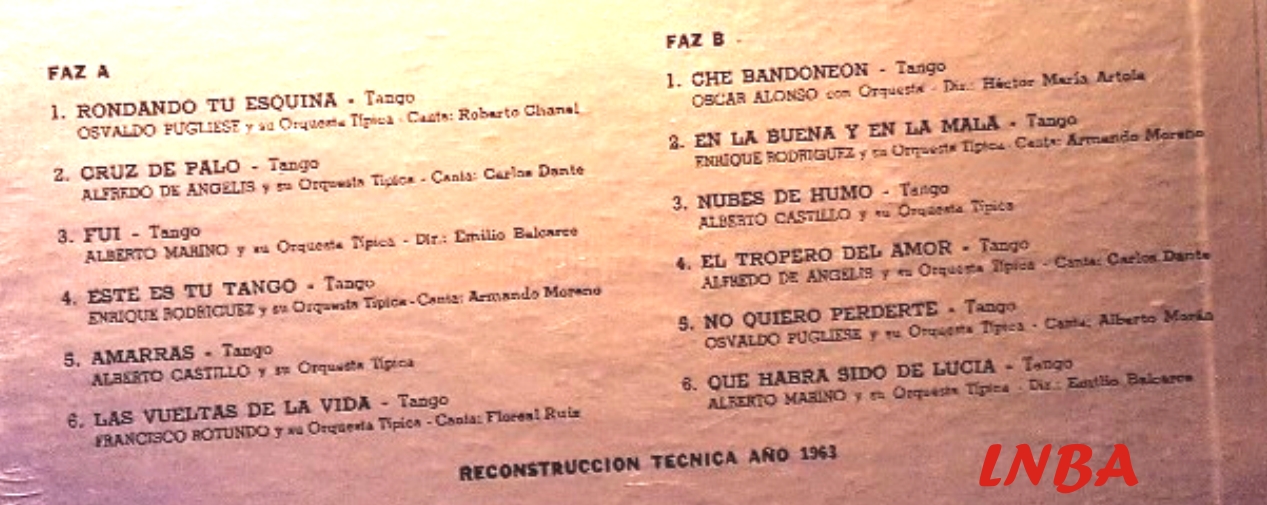 FAZ A
1. RONDANDO TU ESQUINA - Tango
OSVALDO PUGLIESE y su Orquesta Típica - Canta: Roberto Chanel
2. CRUZ DE PALO - Tango
ALFREDO DE ANGELIS y su Orquesta Típica - Canta: Carlos Dante
3. FUI - Tango
ALBERTO MARINO y su Orquesta Típica - Dir.: Emilio Balcarce
4. ESTE ES TU TANGO - Tango
ENRIQUE RODRIGUEZ y su Orquesta Típica - Canta: Armando Moreno
5. AMARRAS - Tango
ALBERTO CASTILLO y su Orquesta Típica
6. LAS VUELTAS DE LA VIDA - Tango
FRANCISCO ROTUNDO y su Orquesta Típica - Canta: Floreal Ruiz
FAZ B
1. CHE BANDONEON - Tango
OSCAR ALONSO con Orquesta - Dir.: Héctor María Artola
2. EN LA BUENA Y EN LA MALA - Tango
ENRIQUE RODRIGUEZ y su Orquesta Típica - Canta: Armando Moreno
3. NUBES DE HUMO - Tango
ALBERTO CASTILLO y su Orquesta Típica
4. EL TROPERO DEL AMOR - Tango
ALFREDO DE ANGELIS y su Orquesta Típica - Canta: Carlos Dante
5. NO QUIERO PERDERTE - Tango
OSVALDO PUGLIESE y su Orquesta Típica - Canta: Alberto Morán
6. QUE HABRA SIDO DE LUCIA - Tango
ALBERTO MARINO y su Orquesta Típica - Dir.: Emilio Balcarce
RECONSTRUCCION TECNICA AÑO 1963
LNBA